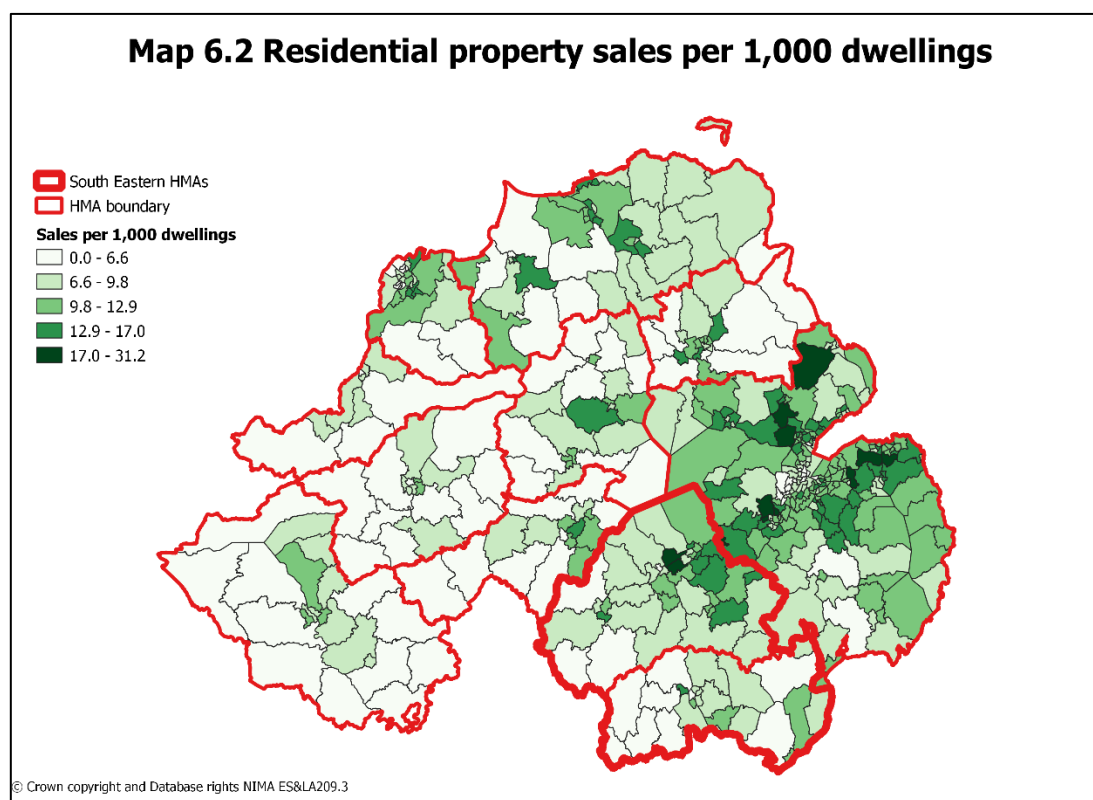 Map 6.2 Residential property sales per 1,000 dwellings
South Eastern HMAs
HMA boundary
Sales per 1,000 dwellings
0.0 - 6.6
6.6 - 9.8
9.8 - 12.9
12.9 - 17.0
17.0 - 31.2
© Crown copyright and Database rights NIMA ES&LA209.3